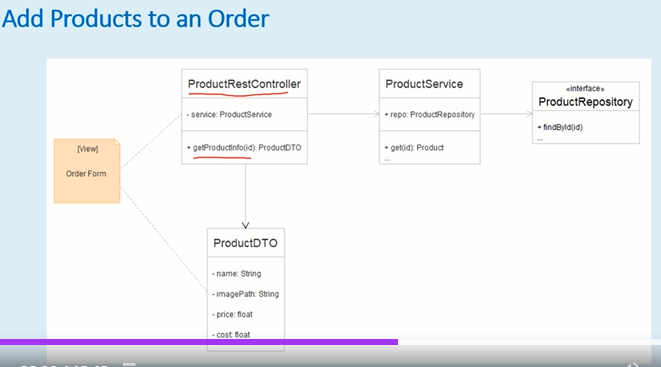 Add Products to an Order
ProductRestController
- service: ProductService
+ getProductInfo(id): ProductDTO
ProductService
+ repo: ProductRepository
+ get(id): Product
...
«interface»
ProductRepository
+ findById(id)
...
[View]
Order Form
ProductDTO
- name: String
- imagePath: String
- price: float
- cost: float